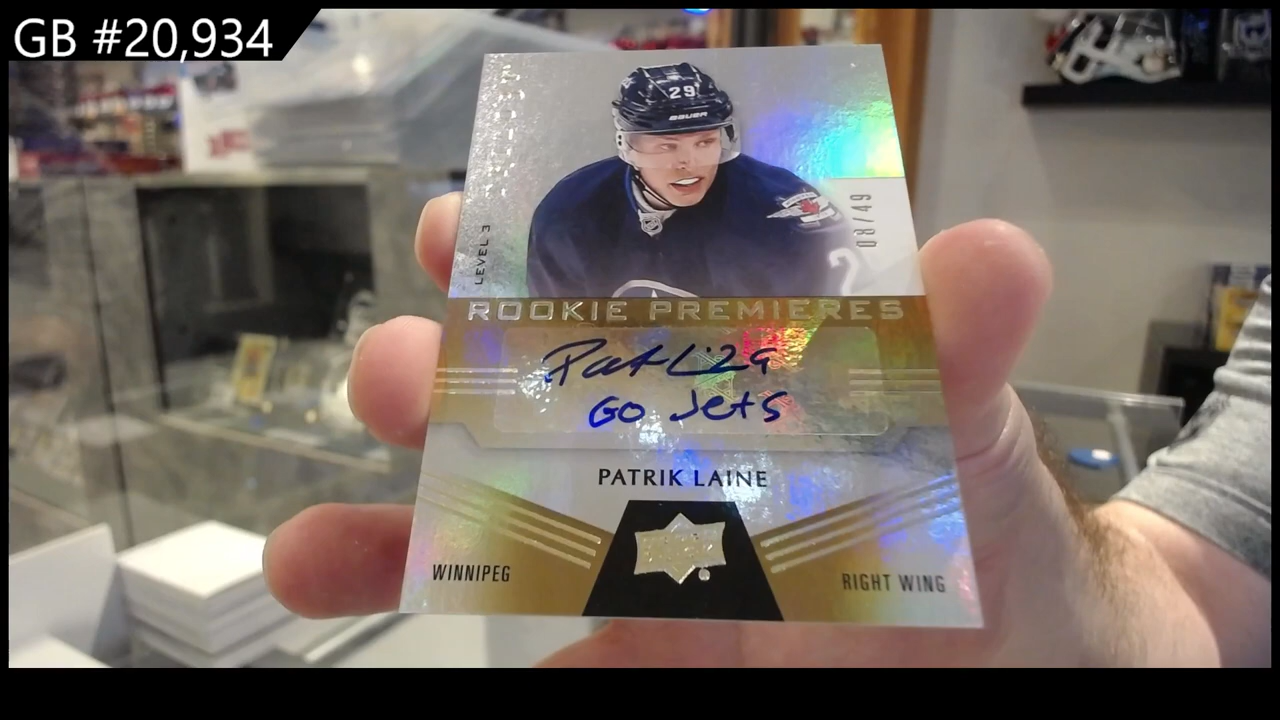 GB #20,934
29
BAUER
08/49
LEVEL 3
ROOKIE PREMIERES
Pat L 29
GO Jets
PATRIK LAINE
WINNIPEG
RIGHT WING